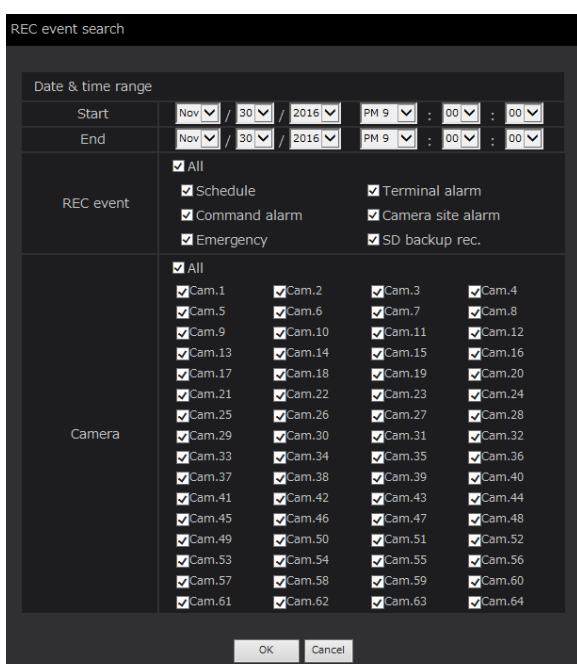 REC event search
Date & time range
Start Nov / 30 / 2016 PM 9 : 00 : 00
End Nov / 30 / 2016 PM 9 : 00 : 00
All
Schedule Terminal alarm
REC event
Command alarm Camera site alarm
Emergency SD backup rec.
All
Cam.1 Cam.2 Cam.3 Cam.4
Cam.5 Cam.6 Cam.7 Cam.8
Cam.9 Cam.10 Cam.11 Cam.12
Cam.13 Cam.14 Cam.15 Cam.16
Cam.17 Cam.18 Cam.19 Cam.20
Cam.21 Cam.22 Cam.23 Cam.24
Cam.25 Cam.26 Cam.27 Cam.28
Camera Cam.29 Cam.30 Cam.31 Cam.32
Cam.33 Cam.34 Cam.35 Cam.36
Cam.37 Cam.38 Cam.39 Cam.40
Cam.41 Cam.42 Cam.43 Cam.44
Cam.45 Cam.46 Cam.47 Cam.48
Cam.49 Cam.50 Cam.51 Cam.52
Cam.53 Cam.54 Cam.55 Cam.56
Cam.57 Cam.58 Cam.59 Cam.60
Cam.61 Cam.62 Cam.63 Cam.64
OK Cancel